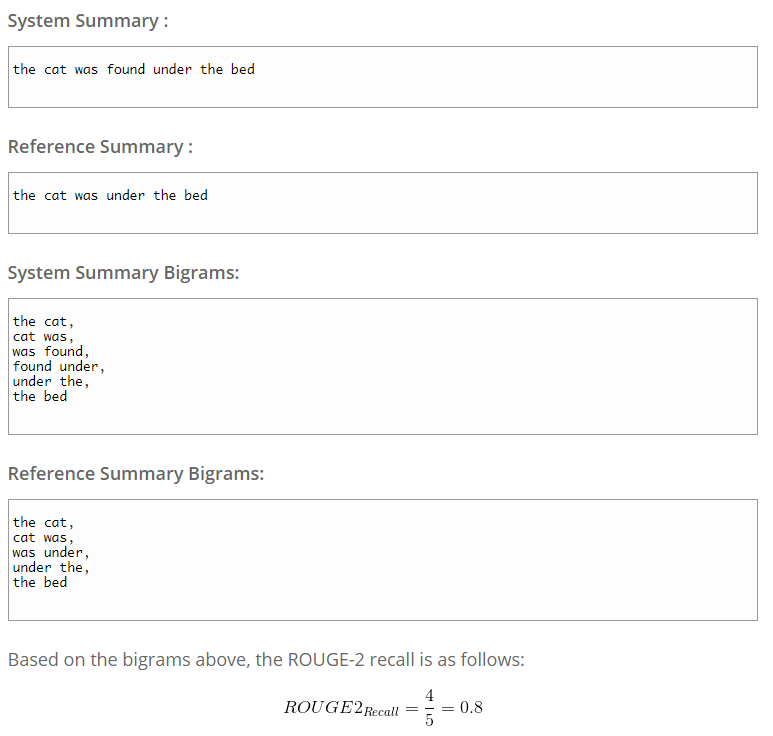 System Summary :
the cat was found under the bed
Reference Summary :
the cat was under the bed
System Summary Bigrams:
the cat,
cat was,
was found,
found under,
under the,
the bed
Reference Summary Bigrams:
the cat,
cat was,
was under,
under the,
the bed
Based on the bigrams above, the ROUGE-2 recall is as follows:
ROUGE2Recall = 4/5 = 0.8